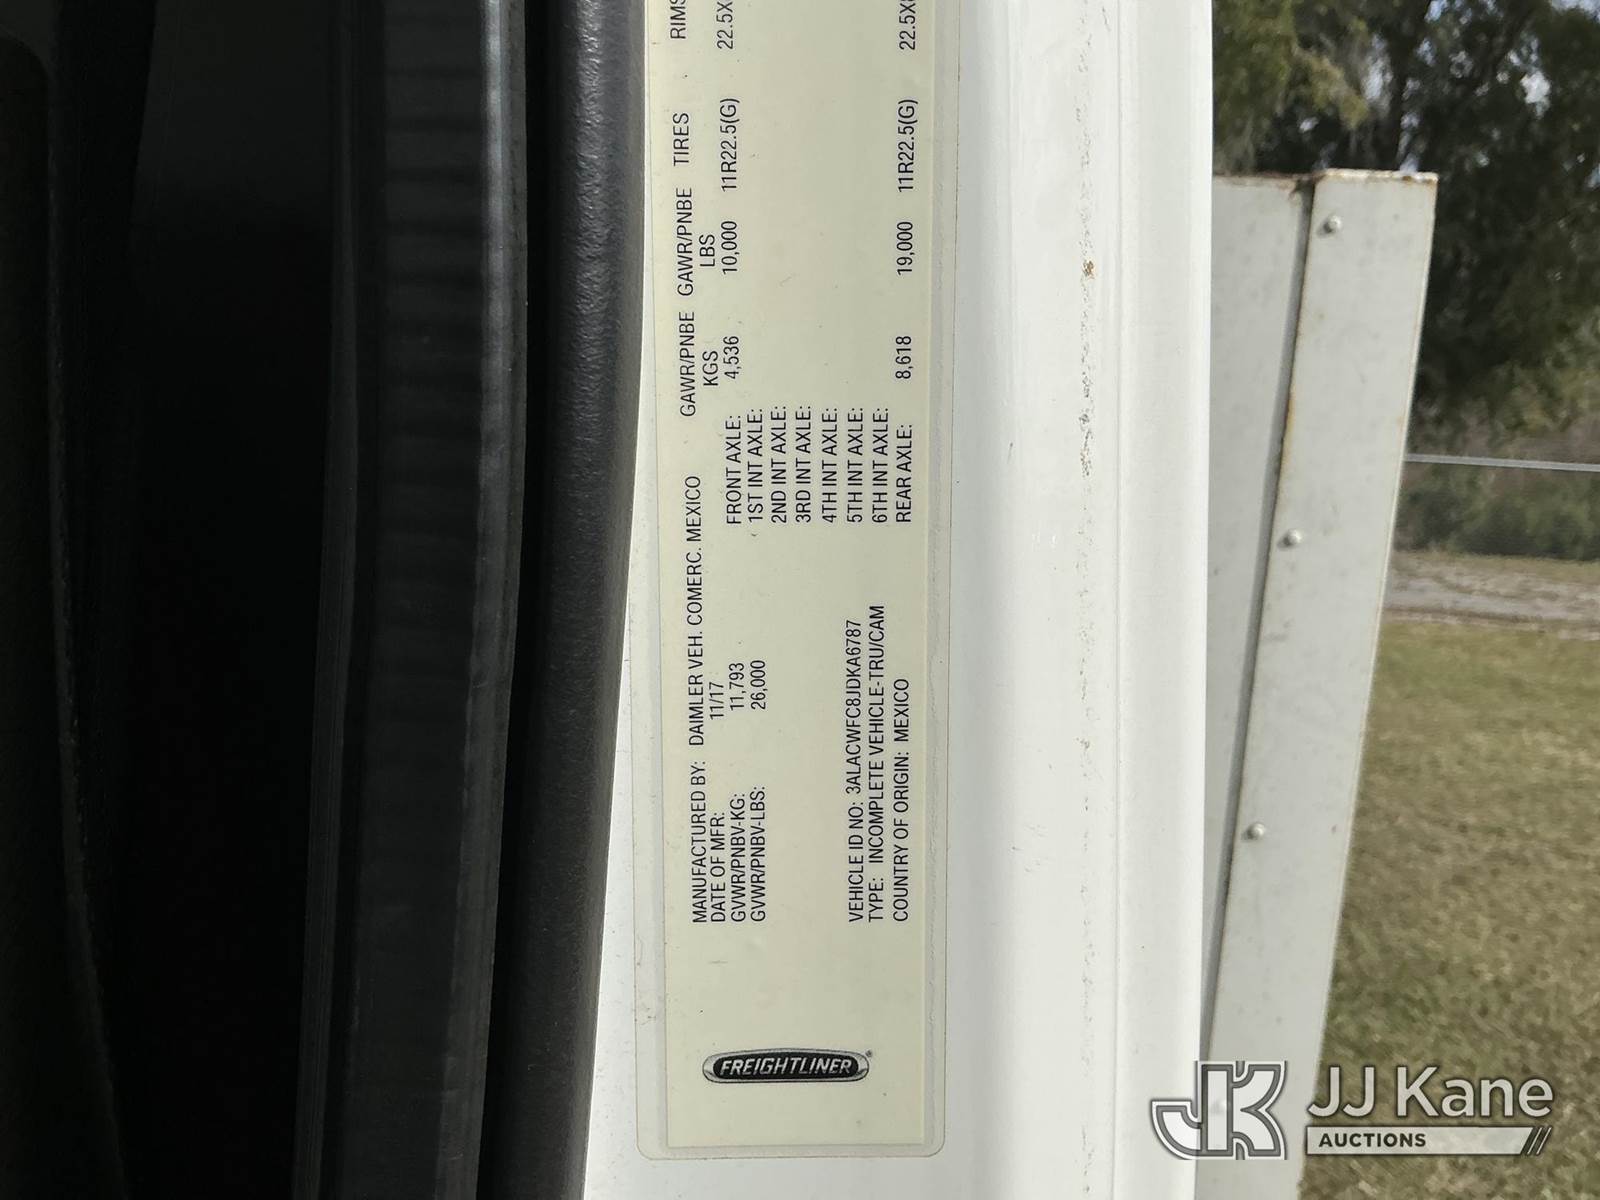 FREIGHTLINER®
MANUFACTURED BY: DAIMLER VEH. COMERC. MEXICO
DATE OF MFR: 11/17
GVWR/PNBV-KG: 11,793
GVWR/PNBV-LBS: 26,000
VEHICLE ID NO: 3ALACWFC8JDKA6787
TYPE: INCOMPLETE VEHICLE-TRU/CAM
COUNTRY OF ORIGIN: MEXICO
GAWR/PNBE GAWR/PNBE TIRES RIMS
KGS LBS
FRONT AXLE: 4,536 10,000 11R22.5(G) 22.5X
1ST INT AXLE:
2ND INT AXLE:
3RD INT AXLE:
4TH INT AXLE:
5TH INT AXLE:
6TH INT AXLE:
REAR AXLE: 8,618 19,000 11R22.5(G) 22.5X
JJ Kane
AUCTIONS